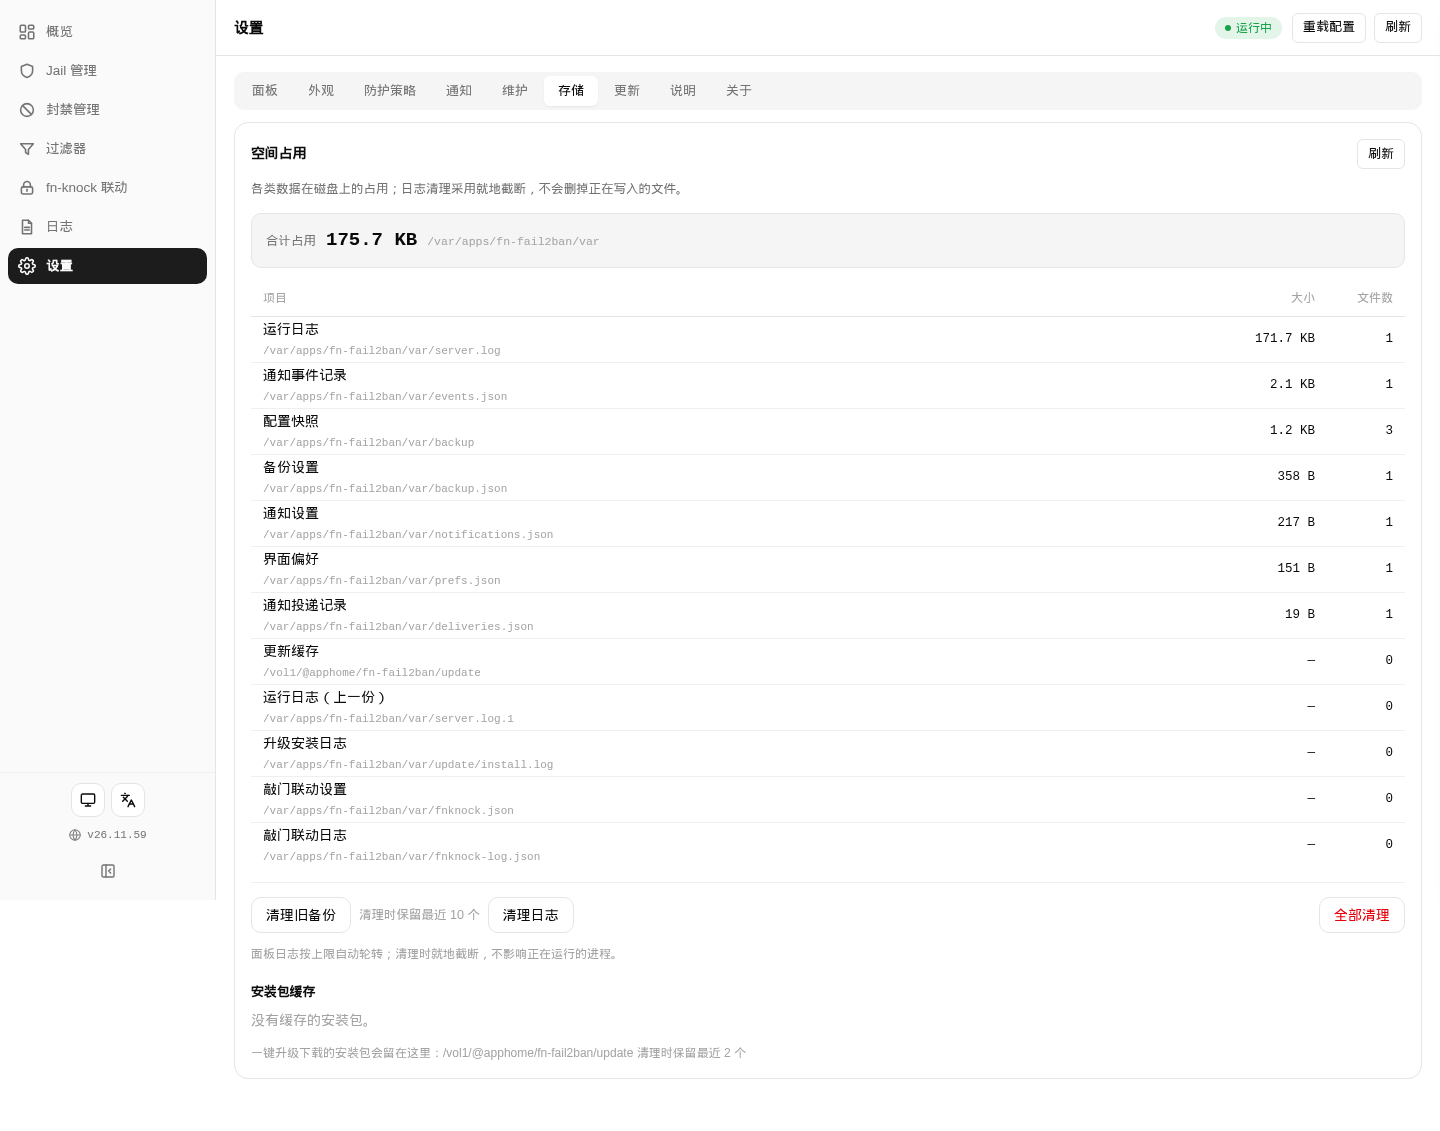 概览
Jail 管理
封禁管理
过滤器
fn-knock 联动
日志
设置
v26.11.59
设置
运行中
重载配置
刷新
面板 外观 防护策略 通知 维护 存储 更新 说明 关于
空间占用
刷新
各类数据在磁盘上的占用；日志清理采用就地截断，不会删掉正在写入的文件。
合计占用 175.7 KB /var/apps/fn-fail2ban/var
项目 大小 文件数
运行日志
/var/apps/fn-fail2ban/var/server.log
171.7 KB 1
通知事件记录
/var/apps/fn-fail2ban/var/events.json
2.1 KB 1
配置快照
/var/apps/fn-fail2ban/var/backup
1.2 KB 3
备份设置
/var/apps/fn-fail2ban/var/backup.json
358 B 1
通知设置
/var/apps/fn-fail2ban/var/notifications.json
217 B 1
界面偏好
/var/apps/fn-fail2ban/var/prefs.json
151 B 1
通知投递记录
/var/apps/fn-fail2ban/var/deliveries.json
19 B 1
更新缓存
/vol1/@apphome/fn-fail2ban/update
— 0
运行日志（上一份）
/var/apps/fn-fail2ban/var/server.log.1
— 0
升级安装日志
/var/apps/fn-fail2ban/var/update/install.log
— 0
敲门联动设置
/var/apps/fn-fail2ban/var/fnknock.json
— 0
敲门联动日志
/var/apps/fn-fail2ban/var/fnknock-log.json
— 0
清理旧备份 清理时保留最近 10 个 清理日志 全部清理
面板日志按上限自动轮转；清理时就地截断，不影响正在运行的进程。
安装包缓存
没有缓存的安装包。
一键升级下载的安装包会留在这里：/vol1/@apphome/fn-fail2ban/update 清理时保留最近 2 个